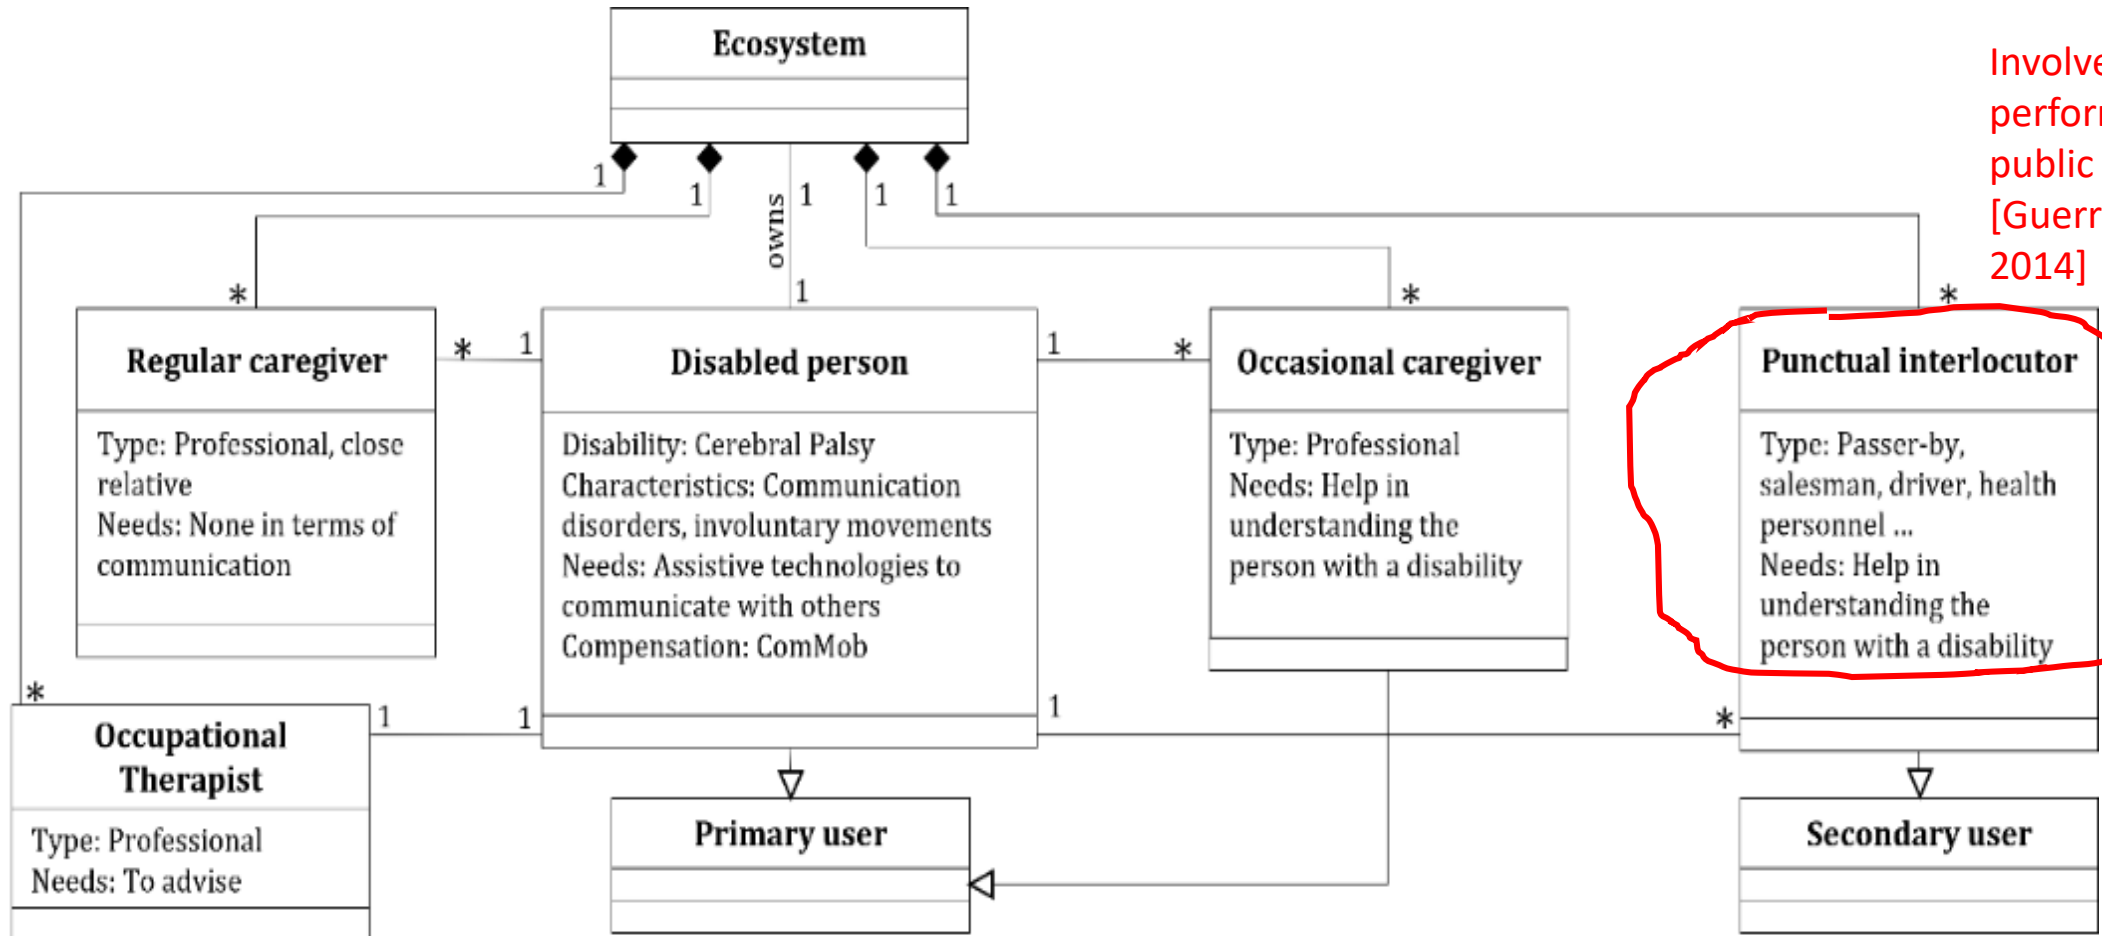 Ecosystem
1
1
owns
1
1
1
1
*
*
*
Regular caregiver
Type: Professional, close
relative
Needs: None in terms of
communication
*
1
Disabled person
Disability: Cerebral Palsy
Characteristics: Communication
disorders, involuntary movements
Needs: Assistive technologies to
communicate with others
Compensation: ComMob
1
*
Occasional caregiver
Type: Professional
Needs: Help in
understanding the
person with a disability
Punctual interlocutor
Type: Passer-by,
salesman, driver, health
personnel ...
Needs: Help in
understanding the
person with a disability
*
1
1
1
*
Occupational
Therapist
Type: Professional
Needs: To advise
Primary user
Secondary user
public
2014]